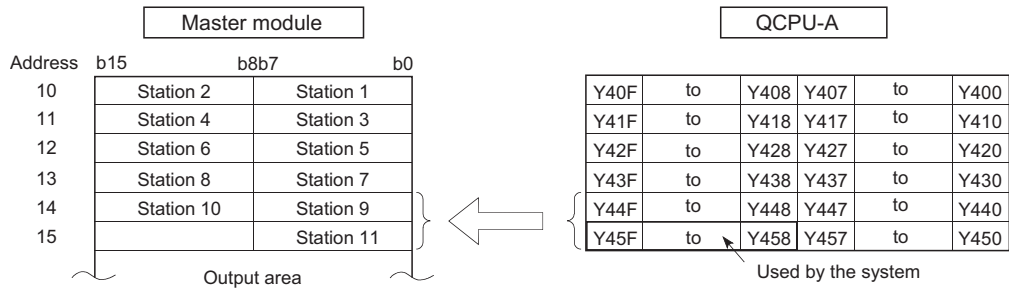 Master module
QCPU-A
Address b15 b8b7 b0
10 Station 2 Station 1 Y40F to Y408 Y407 to Y400
11 Station 4 Station 3 Y41F to Y418 Y417 to Y410
12 Station 6 Station 5 Y42F to Y428 Y427 to Y420
13 Station 8 Station 7 Y43F to Y438 Y437 to Y430
14 Station 10 Station 9 Y44F to Y448 Y447 to Y440
15 Station 11 Y45F to Y458 Y457 to Y450
Output area
Used by the system